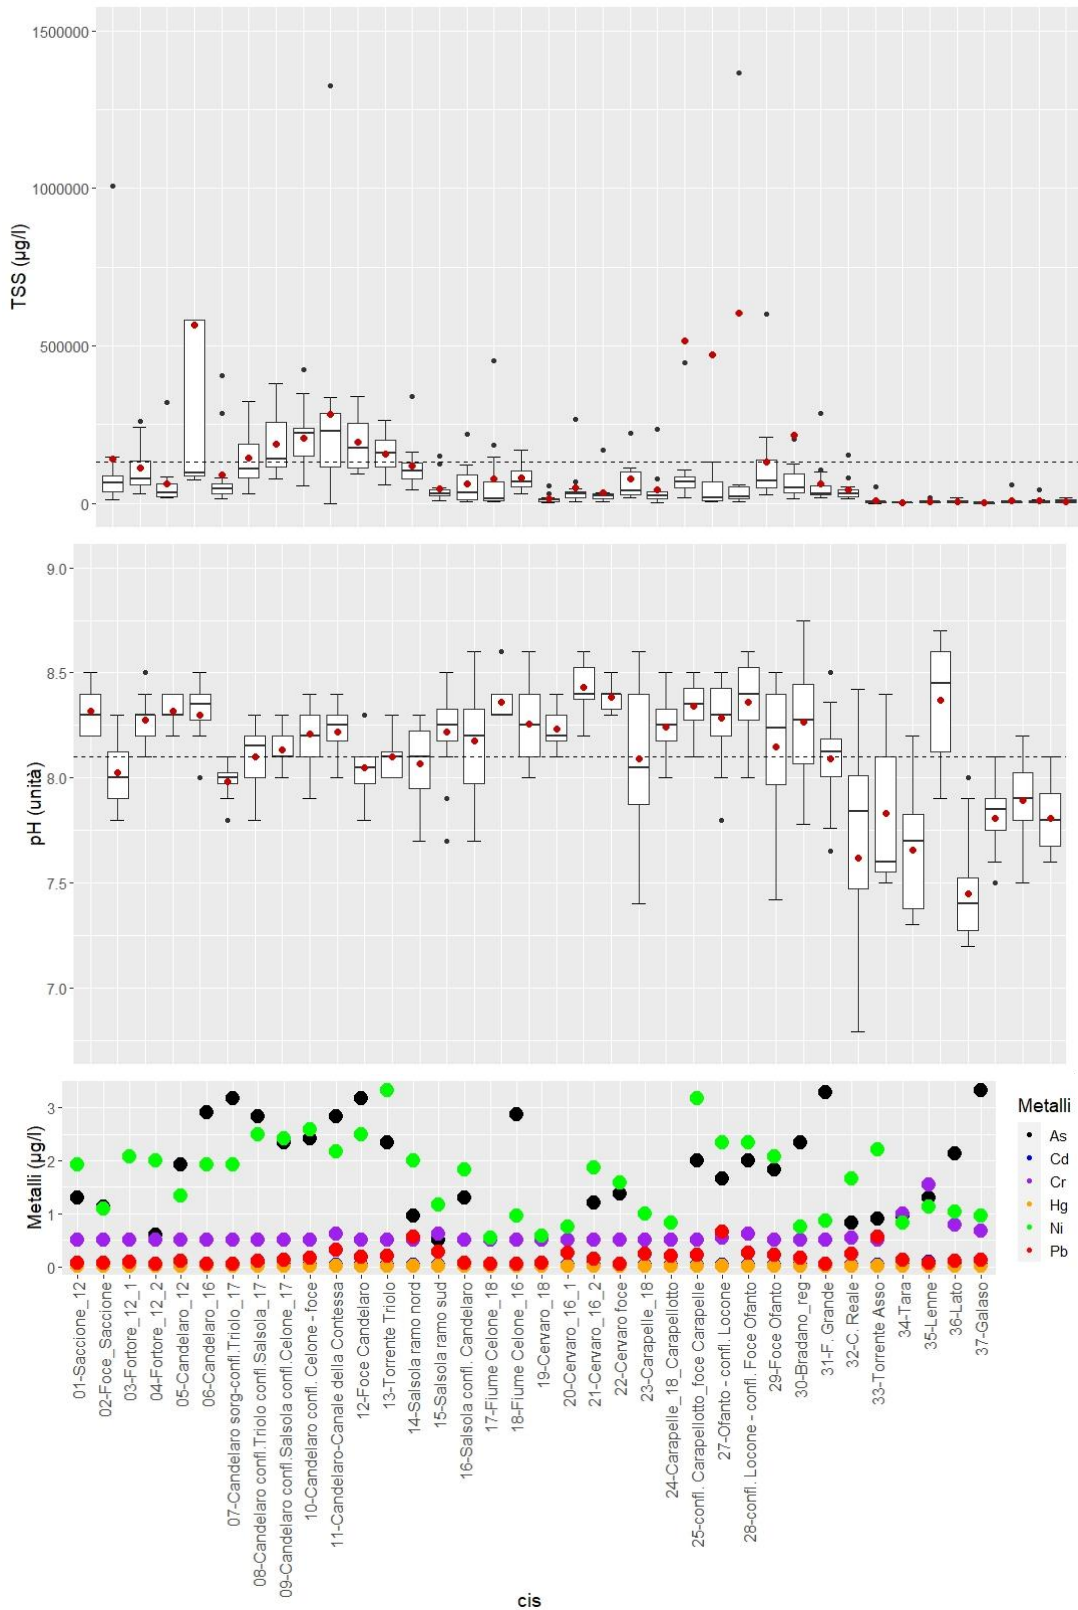 1500000
1000000
500000
0
TSS (µg/l)
9.0
8.5
8.0
7.5
7.0
pH (unità)
3
2
1
0
Metalli (µg/l)
Metalli
As
Cd
Cr
Hg
Ni
Pb
01-Saccione_12
02-Foce_Saccione
03-Fortore_12_1
04-Fortore_12_2
05-Candelaro_12
06-Candelaro_16
07-Candelaro sorg-confl.Triolo_17
08-Candelaro confl.Triolo confl.Salsola_17
09-Candelaro confl.Salsola confl.Celone_17
10-Candelaro confl. Celone - foce
11-Candelaro-Canale della Contessa
12-Foce Candelaro
13-Torrente Triolo
14-Salsola ramo nord
15-Salsola ramo sud
16-Salsola confl. Candelaro
17-Fiume Celone_18
18-Fiume Celone_16
19-Cervaro_18
20-Cervaro_16_1
21-Cervaro_16_2
22-Cervaro foce
23-Carapelle_18
24-Carapelle_18_Carapellotto
25-confl. Carapellotto_foce Carapelle
27-Ofanto - confl. Locone
28-confl. Locone - confl. Foce Ofanto
29-Foce Ofanto
30-Bradano_reg
31-F. Grande
32-C. Reale
33-Torrente Asso
34-Tara
35-Lenne
36-Lato
37-Galaso
cis